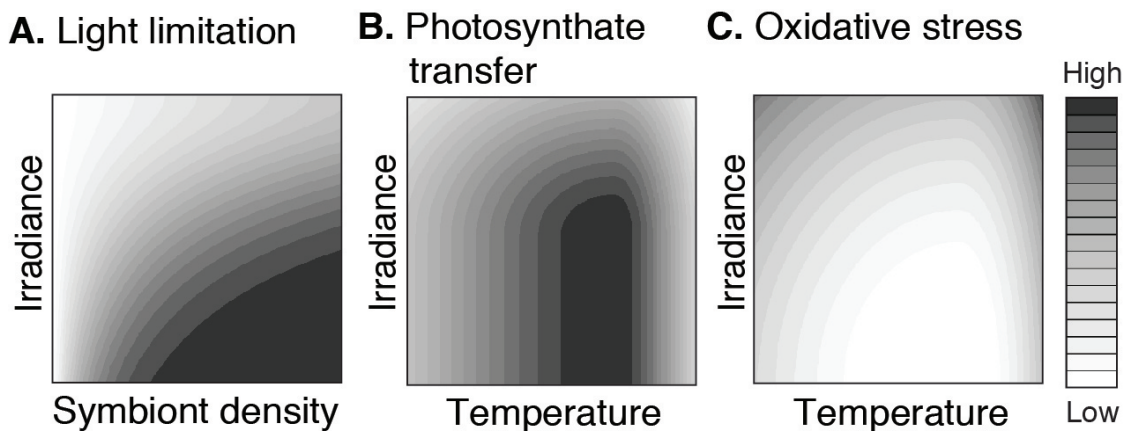 A. Light limitation
B. Photosynthate
transfer
C. Oxidative stress
High
Irradiance
Irradiance
Irradiance
Low
Symbiont density
Temperature
Temperature